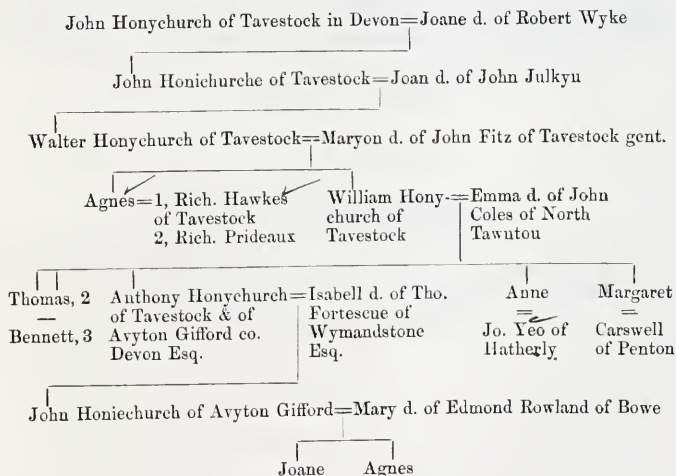 John Honychurch of Tavestock in Devon=Joane d. of Robert Wyke
John Honichurche of Tavestock=Joan d. of John Julkyu
Walter Honychurch of Tavestock=Maryon d. of John Fitz of Tavestock gent.
Agnes=1, Rich. Hawkes
of Tavestock
2, Rich. Prideaux
William Hony-=Emma d. of John
church of Coles of North
Tavestock Tawutou
Thomas, 2
—
Bennett, 3
Anthony Honychurch=Isabell d. of Tho.
of Tavestock & of Fortescue of
Avyton Gifford co. Wymandstone
Devon Esq. Esq.
Anne
=
Jo. Yeo of
Hatherly
Margaret
=
Carswell
of Penton
John Honiechurch of Avyton Gifford=Mary d. of Edmond Rowland of Bowe
Joane Agnes